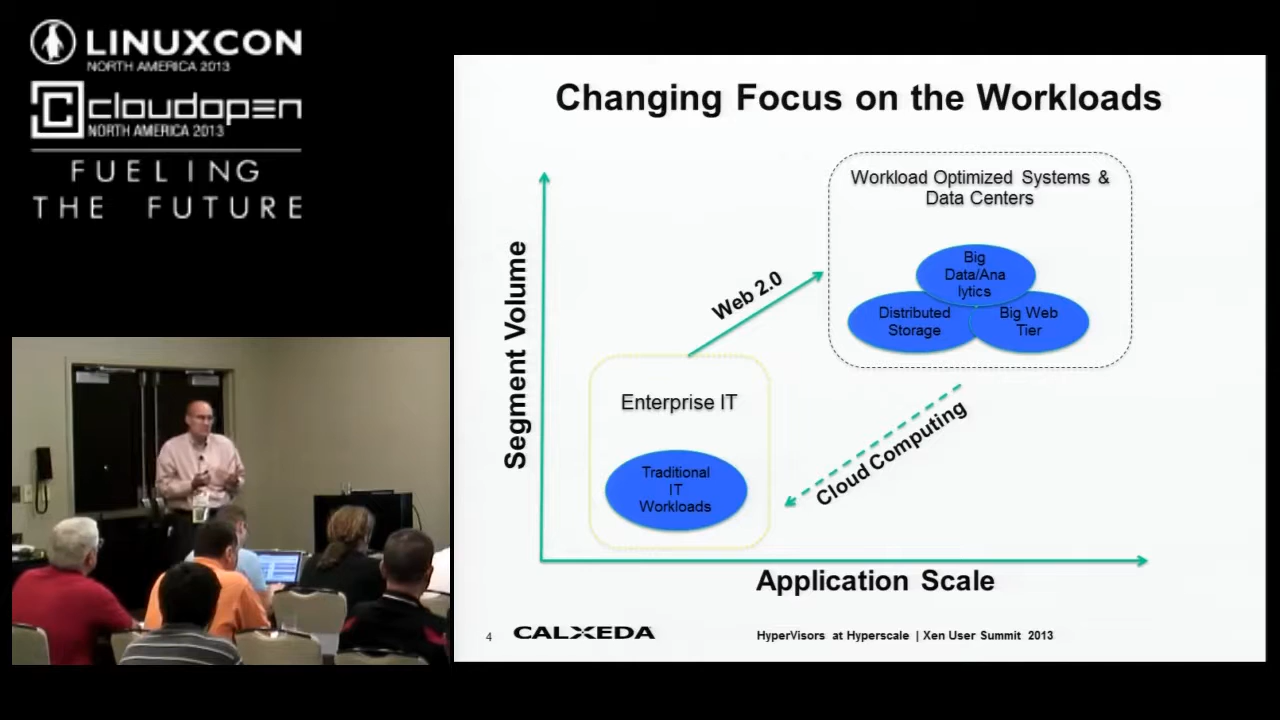 LINUXCON
NORTH AMERICA 2013
cloudopen
NORTH AMERICA 2013
FUELING
THE FUTURE
Changing Focus on the Workloads
Workload Optimized Systems &
Data Centers
Big
Data/Ana
lytics
Distributed
Storage
Big Web
Tier
Web 2.0
Segment Volume
Enterprise IT
Traditional
IT
Workloads
Cloud Computing
Application Scale
4
CALXEDA
HyperVisors at Hyperscale | Xen User Summit 2013